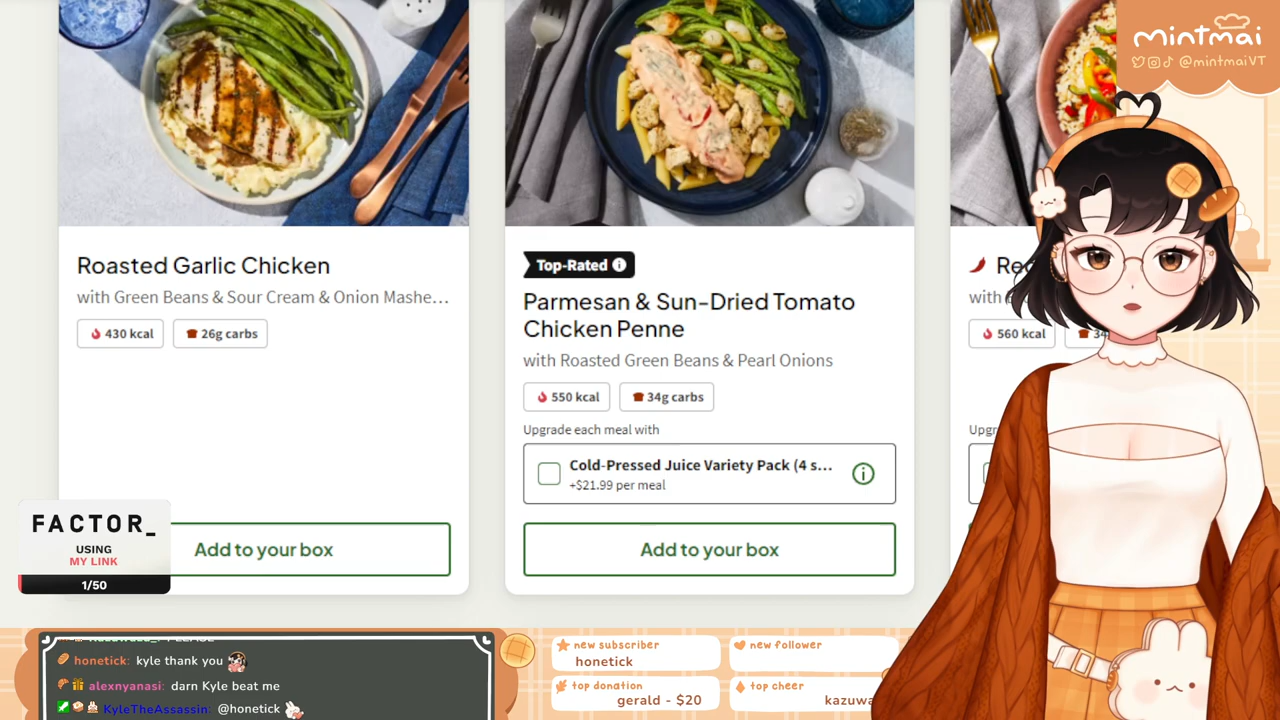 mintmai
@mintmaiVT
Roasted Garlic Chicken
with Green Beans & Sour Cream & Onion Mashe...
430 kcal
26g carbs
Add to your box
Top-Rated
Parmesan & Sun-Dried Tomato
Chicken Penne
with Roasted Green Beans & Pearl Onions
550 kcal
34g carbs
Upgrade each meal with
Cold-Pressed Juice Variety Pack (4 s...
+$21.99 per meal
Add to your box
560 kcal
FACTOR_
USING
MY LINK
1/50
honetick: kyle thank you
alexnyanasi: darn Kyle beat me
KyleTheAssassin: @honetick
new subscriber
honetick
new follower
top donation
gerald - $20
top cheer